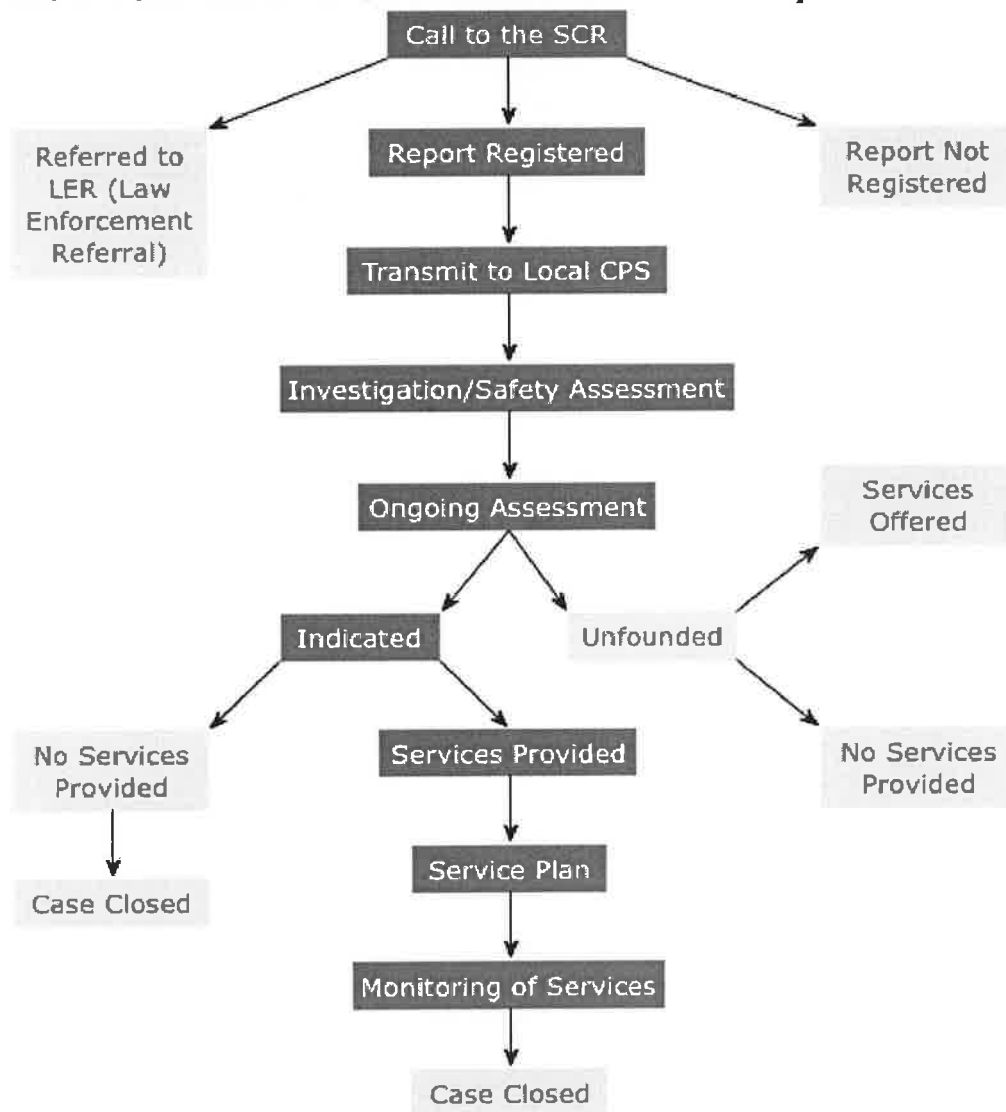 Call to the SCR
Referred to
LER (Law
Enforcement
Referral)
Report Registered
Report Not
Registered
Transmit to Local CPS
Investigation/Safety Assessment
Ongoing Assessment
Services
Offered
Indicated
Unfounded
No Services
Provided
Services Provided
No Services
Provided
Service Plan
Case Closed
Monitoring of Services
Case Closed